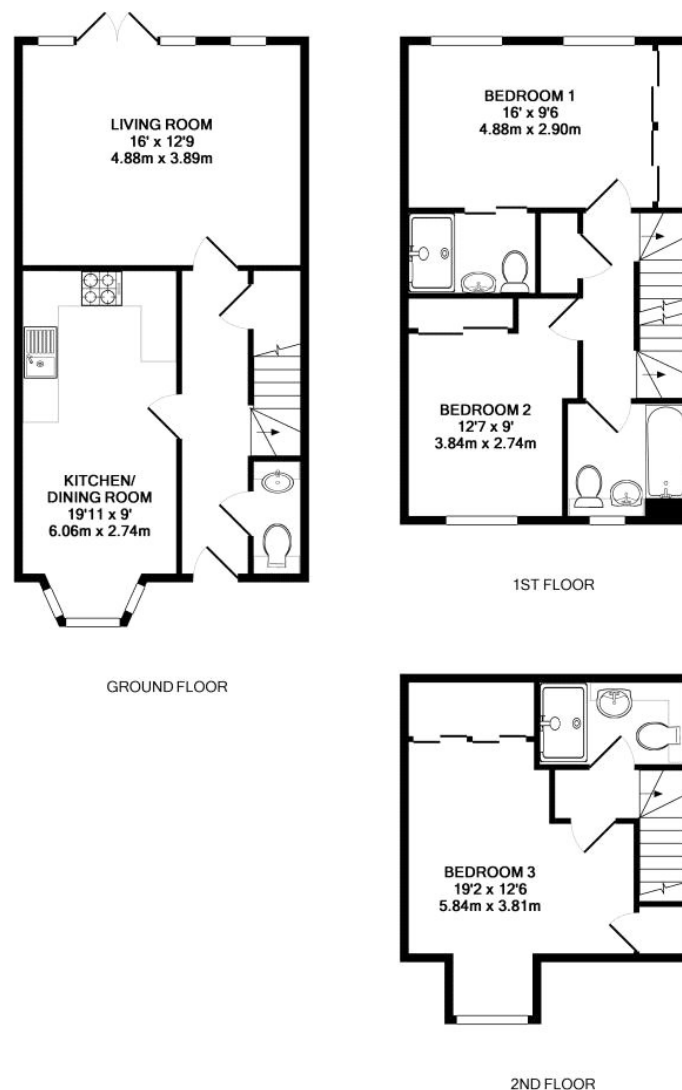 LIVING ROOM
16' x 12'9
4.88m x 3.89m
KITCHEN/
DINING ROOM
19'11 x 9'
6.06m x 2.74m
GROUND FLOOR
BEDROOM 1
16' x 9'6
4.88m x 2.90m
BEDROOM 2
12'7 x 9'
3.84m x 2.74m
1ST FLOOR
BEDROOM 3
19'2 x 12'6
5.84m x 3.81m
2ND FLOOR